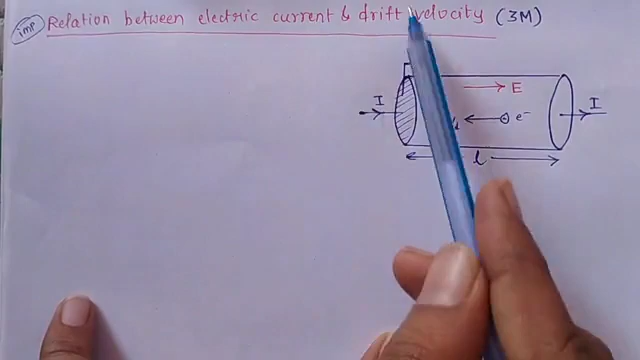 imp Relation between electric current & drift velocity (3M)
E
I
I
e⁻
l